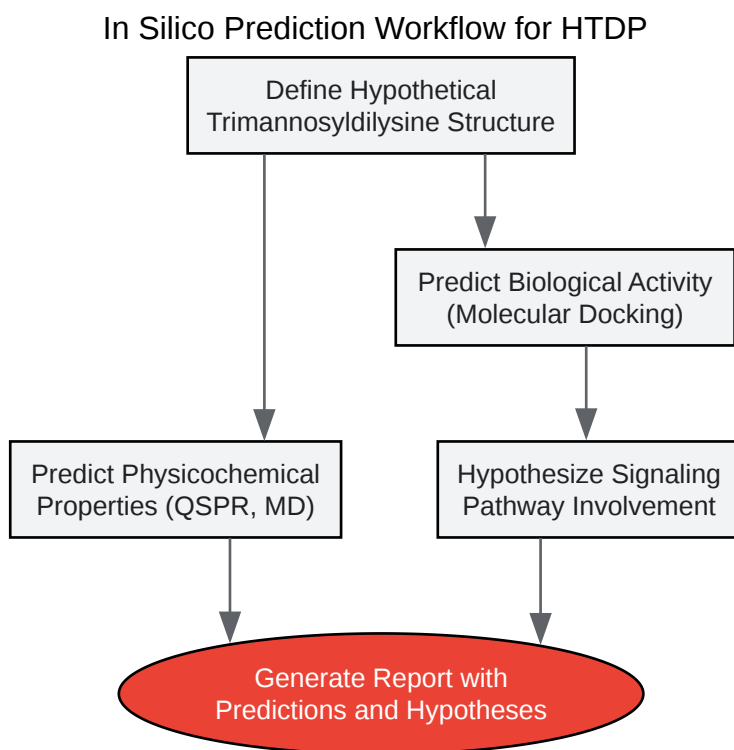 In Silico Prediction Workflow for HTDP
Define Hypothetical
Trimannosyldilysine Structure
Predict Biological Activity
(Molecular Docking)
Predict Physicochemical
Properties (QSPR, MD)
Hypothesize Signaling
Pathway Involvement
Generate Report with
Predictions and Hypotheses